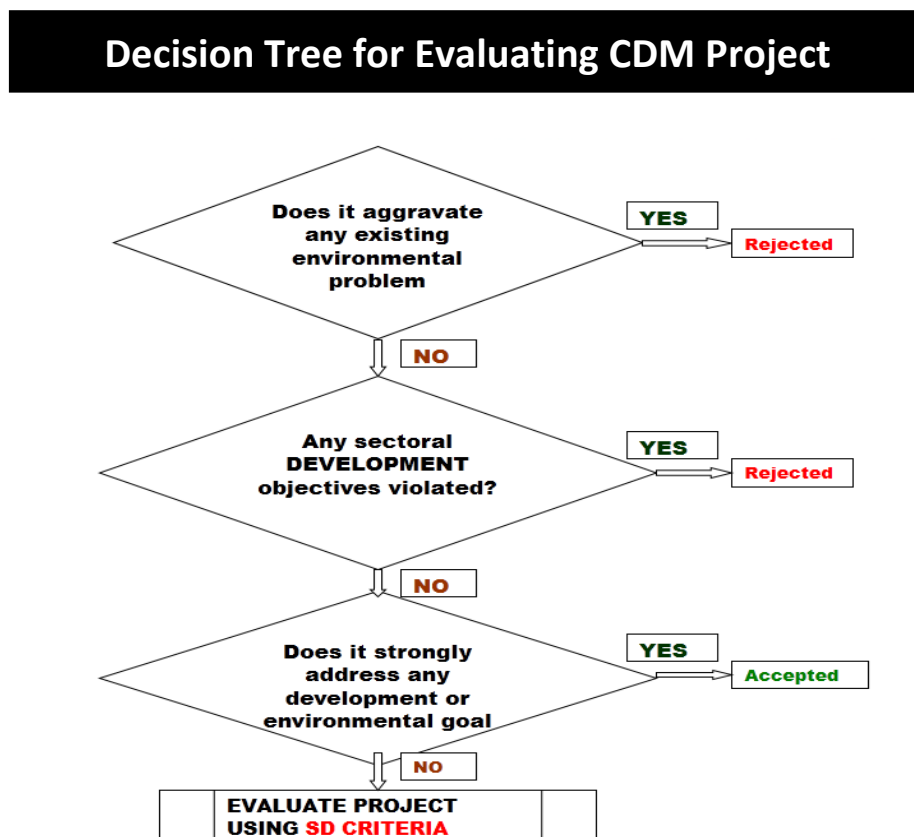 Decision Tree for Evaluating CDM Project
Does it aggravate
any existing
environmental
problem
YES
Rejected
NO
Any sectoral
DEVELOPMENT
objectives violated?
YES
Rejected
NO
Does it strongly
address any
development or
environmental goal
YES
Accepted
NO
EVALUATE PROJECT
USING SD CRITERIA